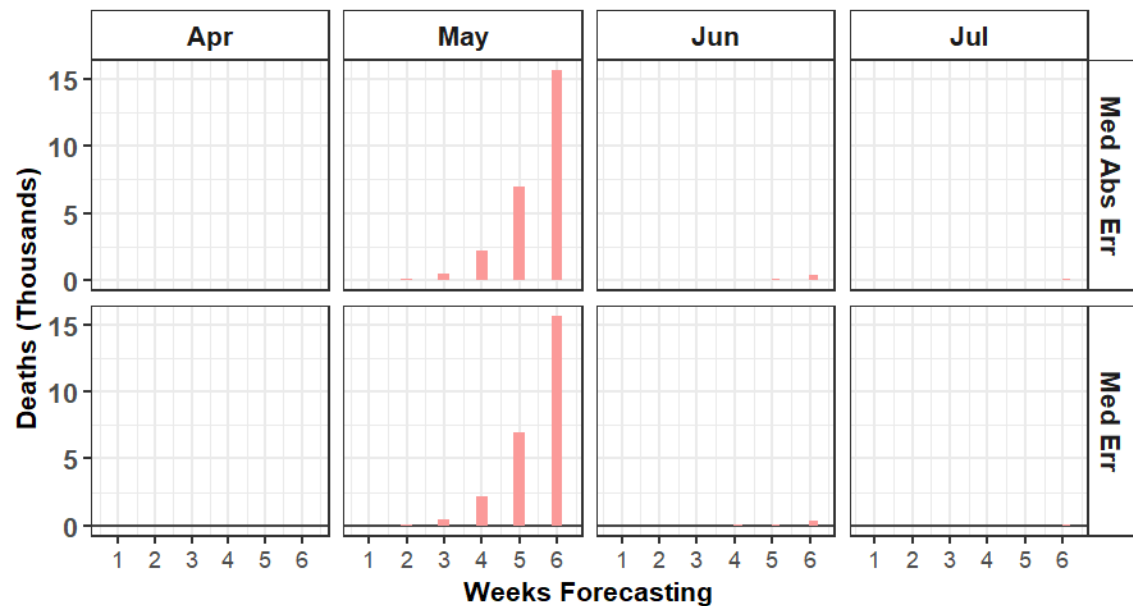 Apr May Jun Jul
15
10
5
0
Med Abs Err
Deaths (Thousands)
15
10
5
0
Med Err
1 2 3 4 5 6 1 2 3 4 5 6 1 2 3 4 5 6 1 2 3 4 5 6
Weeks Forecasting